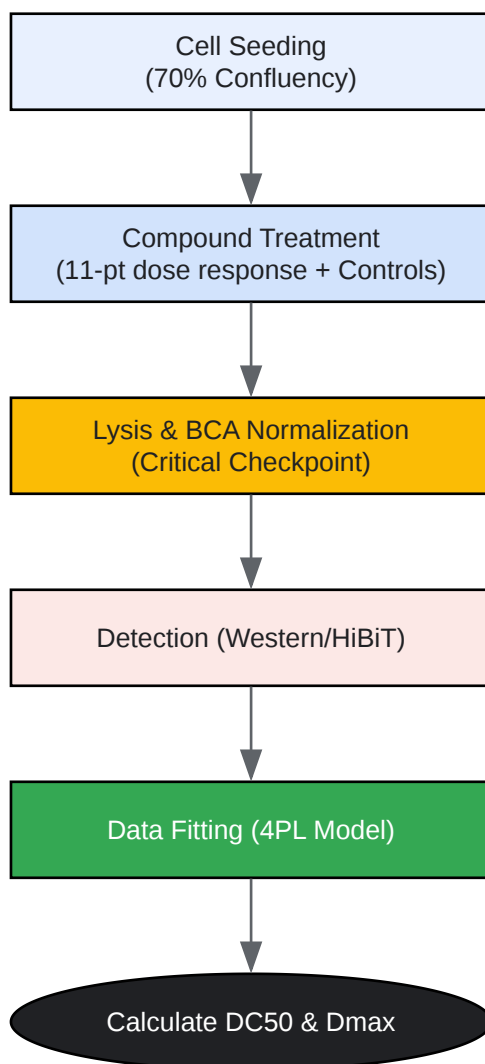 Cell Seeding
(70% Confluency)
Compound Treatment
(11-pt dose response + Controls)
Lysis & BCA Normalization
(Critical Checkpoint)
Detection (Western/HiBiT)
Data Fitting (4PL Model)
Calculate DC50 & Dmax